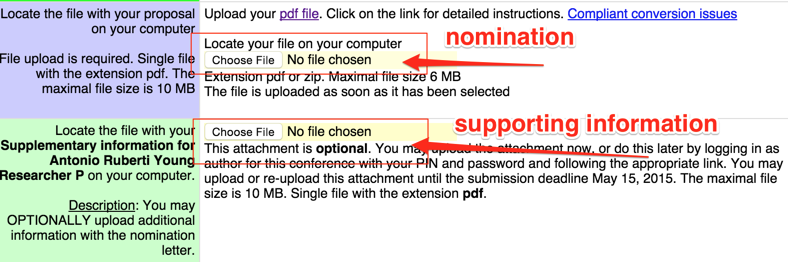 Locate the file with your proposal
on your computer
File upload is required. Single file
with the extension pdf. The
maximal file size is 10 MB
Upload your pdf file. Click on the link for detailed instructions. Compliant conversion issues
Locate your file on your computer
nomination
Choose File No file chosen
Extension pdf or zip. Maximal file size 6 MB
The file is uploaded as soon as it has been selected
Locate the file with your
Supplementary information for
Antonio Ruberti Young
Researcher P on your computer.
Description: You may
OPTIONALLY upload additional
information with the nomination
letter.
supporting information
Choose File No file chosen
This attachment is optional. You may upload the attachment now, or do this later by logging in as
author for this conference with your PIN and password and following the appropriate link. You may
upload or re-upload this attachment until the submission deadline May 15, 2015. The maximal file
size is 10 MB. Single file with the extension pdf.